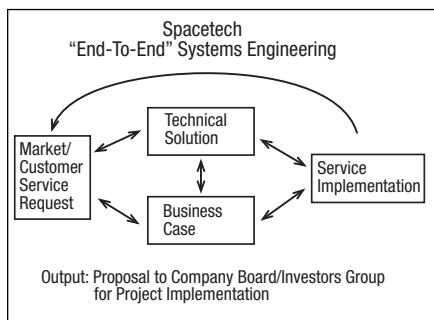 Spacetech
“End-To-End” Systems Engineering
Technical
Solution
Market/
Customer
Service
Request
Service
Implementation
Business
Case
Output: Proposal to Company Board/Investors Group
for Project Implementation